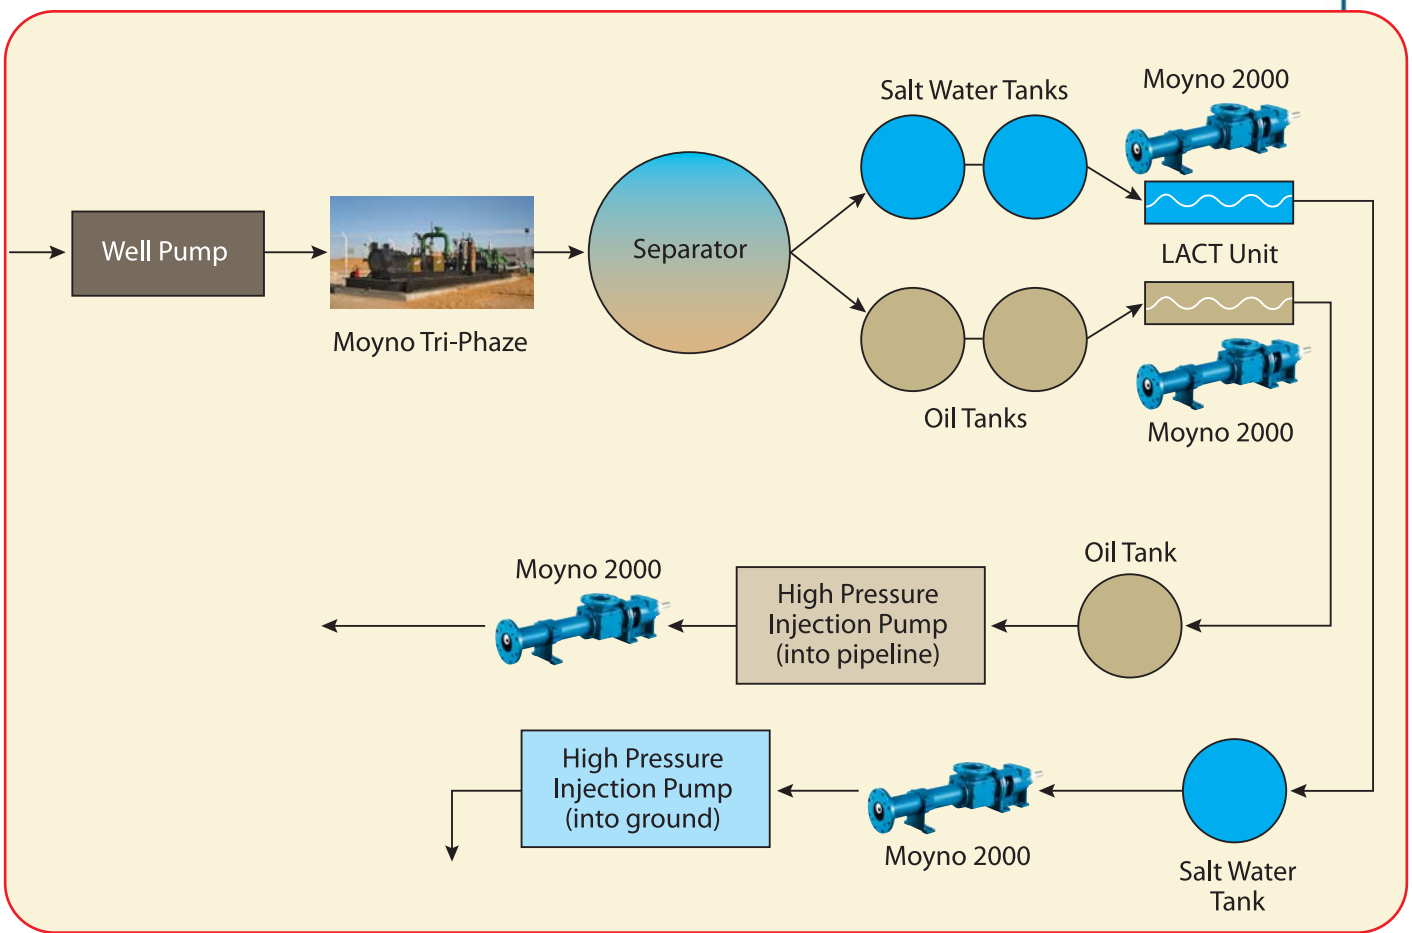 Salt Water Tanks
Moyno 2000
Well Pump
Moyno Tri-Phaze
Separator
LACT Unit
Oil Tanks
Moyno 2000
Oil Tank
High Pressure
Injection Pump
(into pipeline)
Moyno 2000
High Pressure
Injection Pump
(into ground)
Moyno 2000
Salt Water
Tank